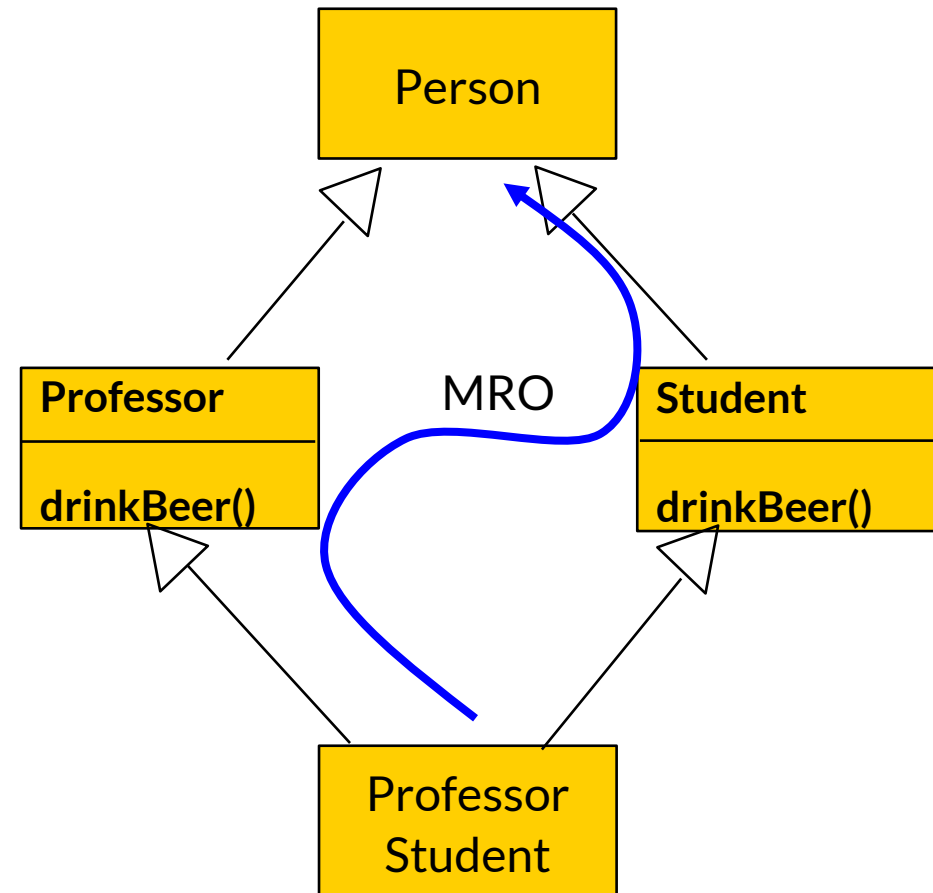 Person
MRO
Professor
drinkBeer()
Student
drinkBeer()
Professor
Student